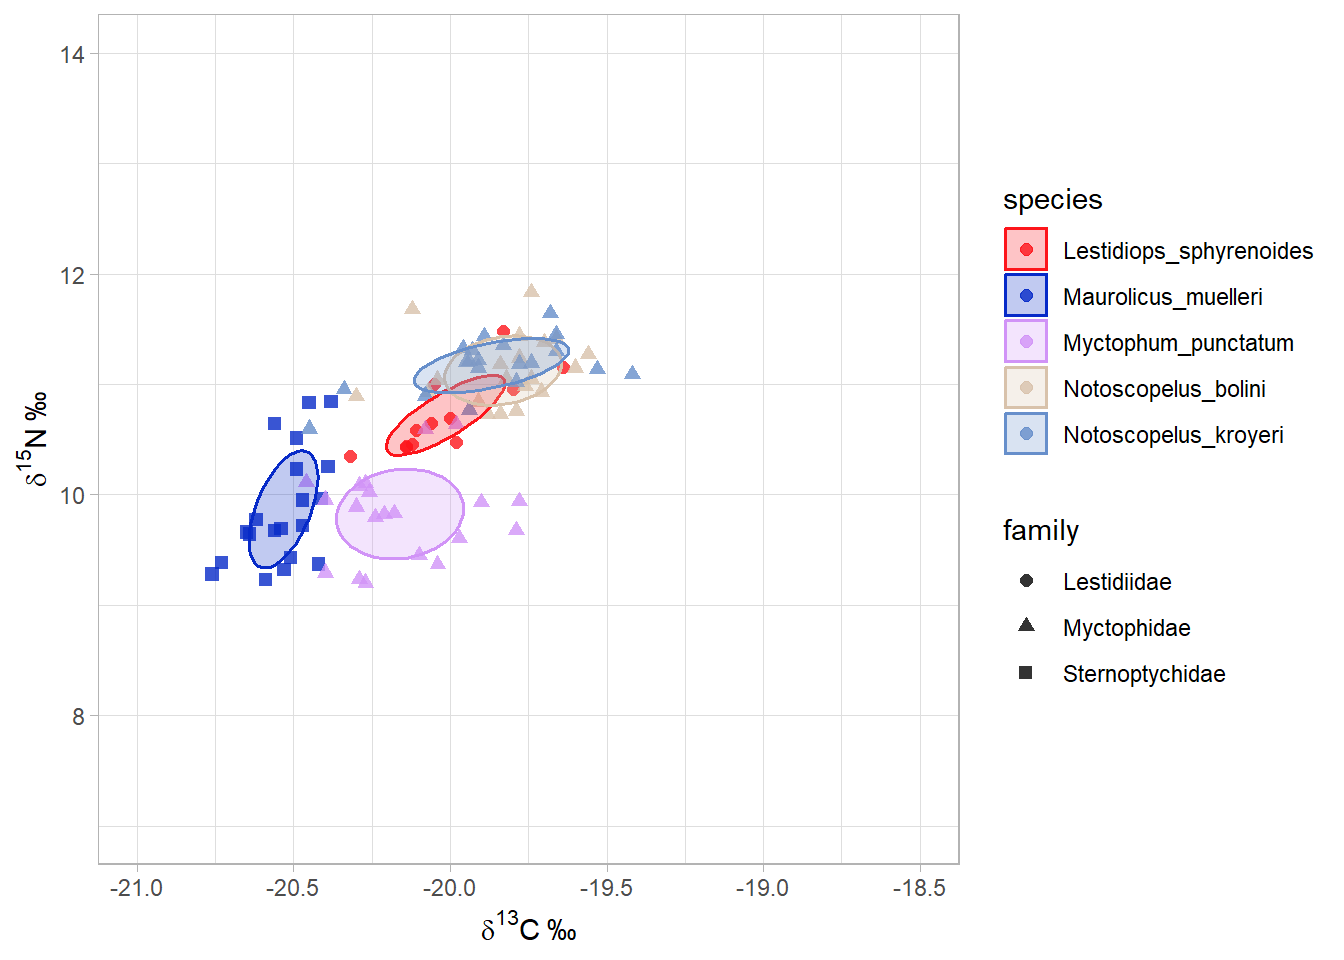 14
12
10
8
δ15N ‰
-21.0
-20.5
-20.0
-19.5
-19.0
-18.5
δ13C ‰
species
Lestidiops_sphyrenoides
Maurolicus_muelleri
Myctophum_punctatum
Notoscopelus_bolini
Notoscopelus_kroyeri
family
Lestidiidae
Myctophidae
Sternoptychidae